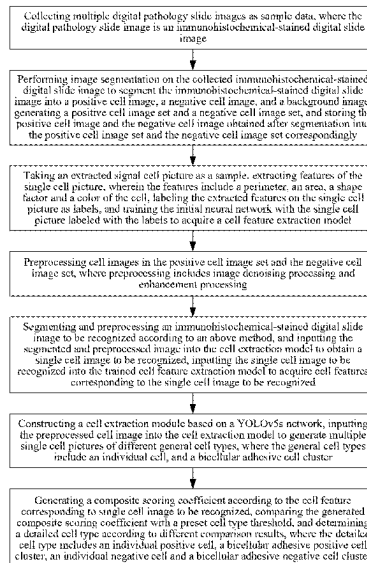 Collecting multiple digital pathology slide images as sample data, where the
digital pathology slide image is an immunohistochemical-stained digital slide
image
Performing image segmentation on the collected immunohistochemical-stained
digital slide image to segment the immunohistochemical-stained digital slide
image into a positive cell image, a negative cell image, and a background image,
generating a positive cell image set and a negative cell image set, and storing the
positive cell image and the negative cell image obtained after segmentation into
the positive cell image set and the negative cell image set correspondingly
Taking an extracted signal cell picture as a sample, extracting features of the
single cell picture, wherein the features include a perimeter, an area, a shape
factor and a color of the cell, labeling the extracted features on the single cell
picture as labels, and training the initial neural network with the single cell
picture labeled with the labels to acquire a cell feature extraction model
Preprocessing cell images in the positive cell image set and the negative cell
image set, where preprocessing includes image denoising processing and
enhancement processing
Segmenting and preprocessing an immunohistochemical-stained digital slide
image to be recognized according to an above method, and inputting the
segmented and preprocessed image into the cell extraction model to obtain a
single cell image to be recognized, inputting the single cell image to be
recognized into the trained cell feature extraction model to acquire cell features
corresponding to the single cell image to be recognized
Constructing a cell extraction module based on a YOLOv5s network, inputting
the preprocessed cell image into the cell extraction model to generate multiple
single cell pictures of different general cell types, where the general cell types
include an individual cell, and a bicellular adhesive cell cluster
Generating a composite scoring coefficient according to the cell feature
corresponding to single cell image to be recognized, comparing the generated
composite scoring coefficient with a preset cell type threshold, and determining
a detailed cell type according to different comparison results, where the detailed
cell type includes an individual positive cell, a bicellular adhesive positive cell
cluster, an individual negative cell and a bicellular adhesive negative cell cluster